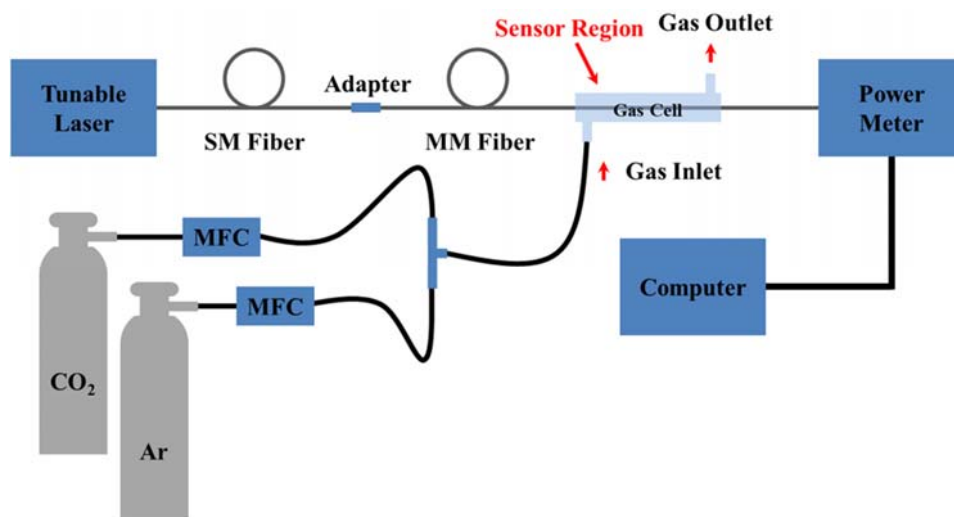 Sensor Region
Gas Outlet
Tunable
Laser
Adapter
Gas Cell
Power
Meter
SM Fiber
MM Fiber
Gas Inlet
MFC
MFC
Computer
CO₂
Ar